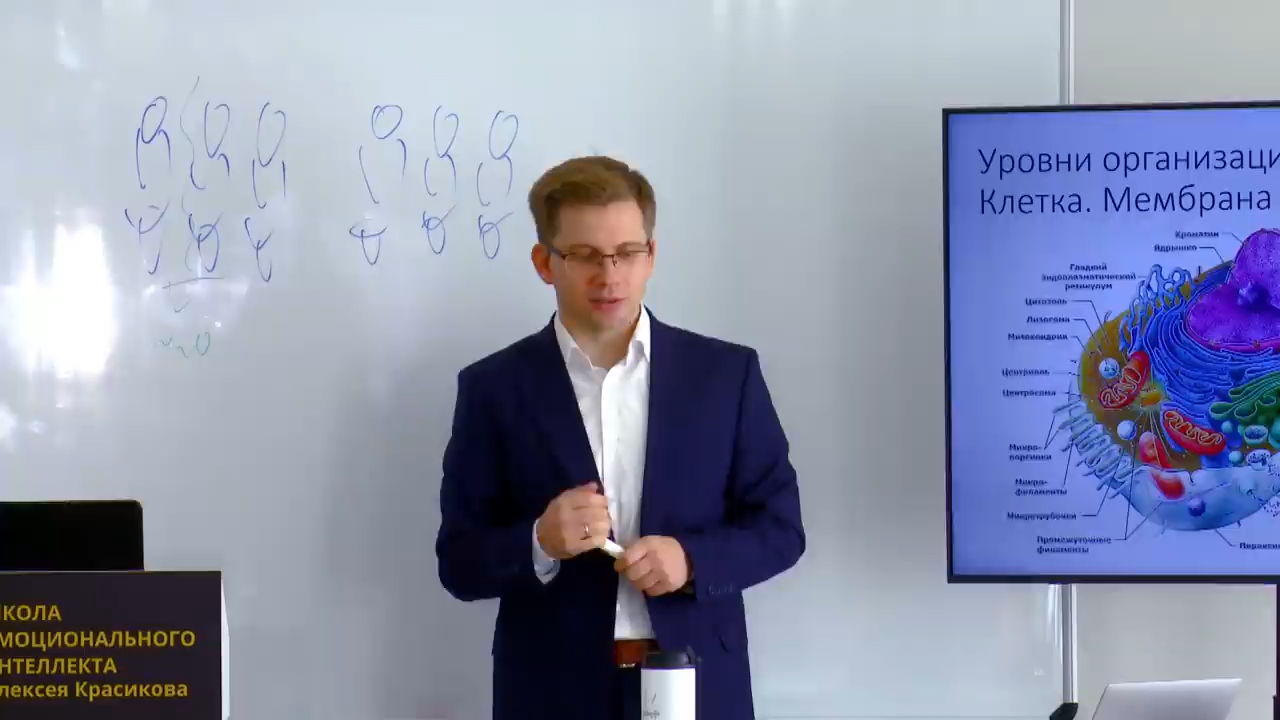 Уровни организаци
Клетка. Мембрана
Хроматин
Ядрышко
Гладкий
эндоплазматический
ретикулум
Цитозоль
Лизосома
Митохондрия
Центриоль
Центросома
Микро-
ворсинки
Микро-
филаменты
Микротрубочки
Промежуточные
филаменты
Пероксис
КОЛА
МОЦИОНАЛЬНОГО
НТЕЛЛЕКТА
лексея Красикова